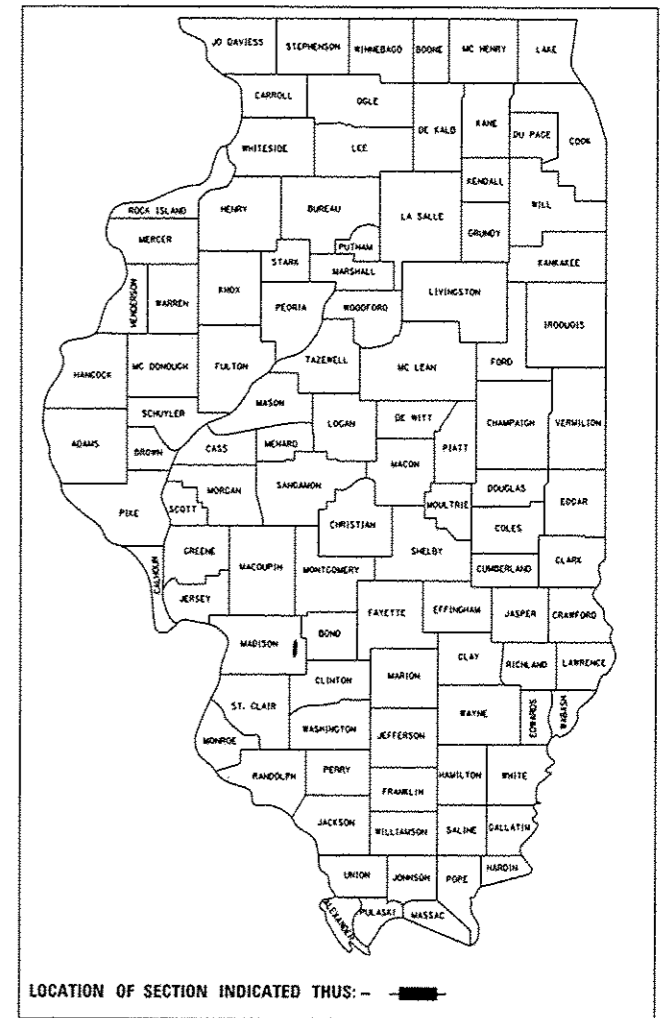 JO DAVIESS STEPHENSON WINNEBAGO BOONE MC HENRY LAKE
CARROLL OGLE DE KALB KANE DU PAGE COOK
WHITESIDE LEE
KENDALL WILL
ROCK ISLAND HENRY BUREAU LA SALLE GRUNDY
MERCER PUTNAM KANKAKEE
STARK MARSHALL
HENDERSON WARREN KNOX PEORIA WOODFORD LIVINGSTON IROQUOIS
HANCOCK MC DONOUGH FULTON TAZEWELL MC LEAN FORD
SCHUYLER MASON LOGAN DE WITT CHAMPAIGN VERMILION
ADAMS BROWN CASS MENARD MACON PIATT
MORGAN SANGAMON DOUGLAS EDGAR
PIKE SCOTT CHRISTIAN MOULTRIE COLES
GREENE MACOUPIN MONTGOMERY SHELBY CUMBERLAND CLARK
CALHOUN JERSEY FAYETTE EFFINGHAM JASPER CRAWFORD
MADISON BOND CLAY RICHLAND LAWRENCE
CLINTON MARION
ST. CLAIR WAYNE EDWARDS WABASH
MONROE WASHINGTON JEFFERSON
RANDOLPH PERRY HAMILTON WHITE
FRANKLIN
JACKSON WILLIAMSON SALINE GALLATIN
UNION JOHNSON POPE HARDIN
ALEXANDER PULASKI MASSAC
LOCATION OF SECTION INDICATED THUS: –